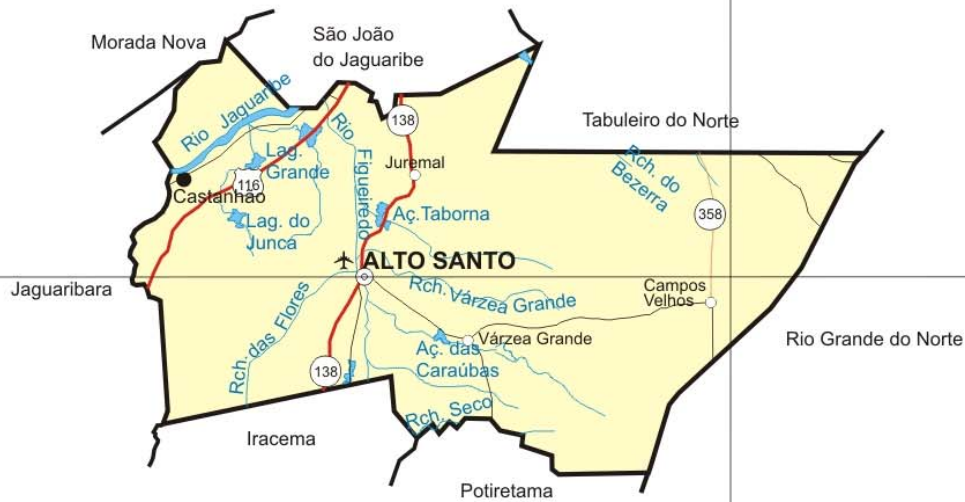 Morada Nova
São João
do Jaguaribe
Tabuleiro do Norte
Rio Jaguaribe
Rio Figueiredo
138
Juremal
Lag.
Grande
116
Castanhão
Lag. do
Juncá
Aç.Taborna
Rch. do
Bezerra
358
ALTO SANTO
Jaguaribara
Rch. Várzea Grande
Campos
Velhos
Rch. das Flores
Várzea Grande
Rio Grande do Norte
Aç. das
Caraúbas
138
Rch. Seco
Iracema
Potiretama